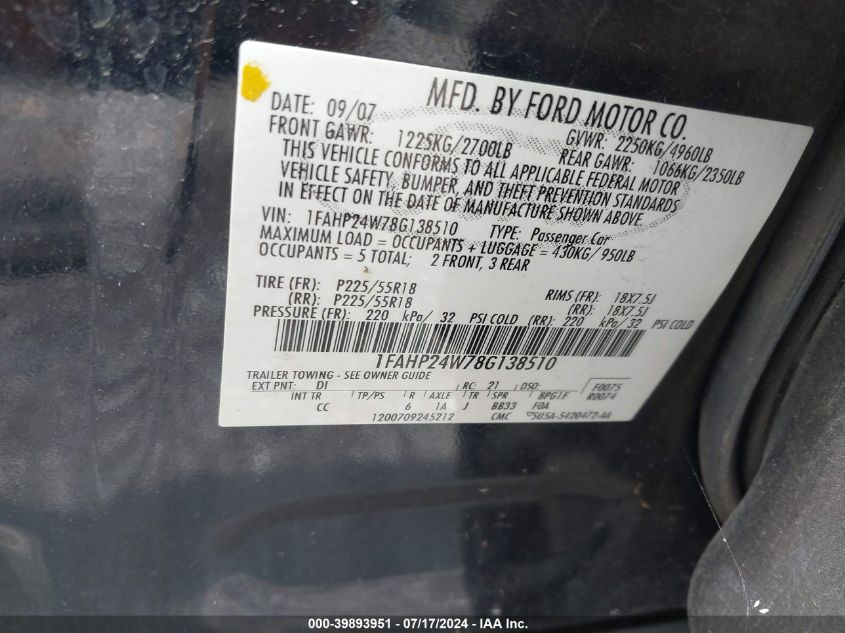 MFD. BY FORD MOTOR CO.
DATE: 09/07 GVWR: 2250KG/4960LB
FRONT GAWR: 1225KG/2700LB REAR GAWR: 1066KG/2350LB
THIS VEHICLE CONFORMS TO ALL APPLICABLE FEDERAL MOTOR
VEHICLE SAFETY, BUMPER, AND THEFT PREVENTION STANDARDS
IN EFFECT ON THE DATE OF MANUFACTURE SHOWN ABOVE.
VIN: 1FAHP24W78G138510 TYPE: Passenger Car
MAXIMUM LOAD = OCCUPANTS + LUGGAGE = 430KG/ 950LB
OCCUPANTS = 5 TOTAL; 2 FRONT, 3 REAR
TIRE (FR): P225/55R18 RIMS (FR): 18X7.5J
(RR): P225/55R18 (RR): 18X7.5J
PRESSURE (FR): 220 kPa/ 32 PSI COLD (RR): 220 kPa/ 32 PSI COLD
1FAHP24W78G138510
TRAILER TOWING - SEE OWNER GUIDE
EXT PNT: DI RC: 21 DSO: F0075
INT TR TP/PS R AXLE TR SPR 8PG1F R0074
CC 6 1A J BB33 F0A
1200709245212 CMC 5U5A-5420472-AA
000-39893951 - 07/17/2024 - © IAA, Inc.